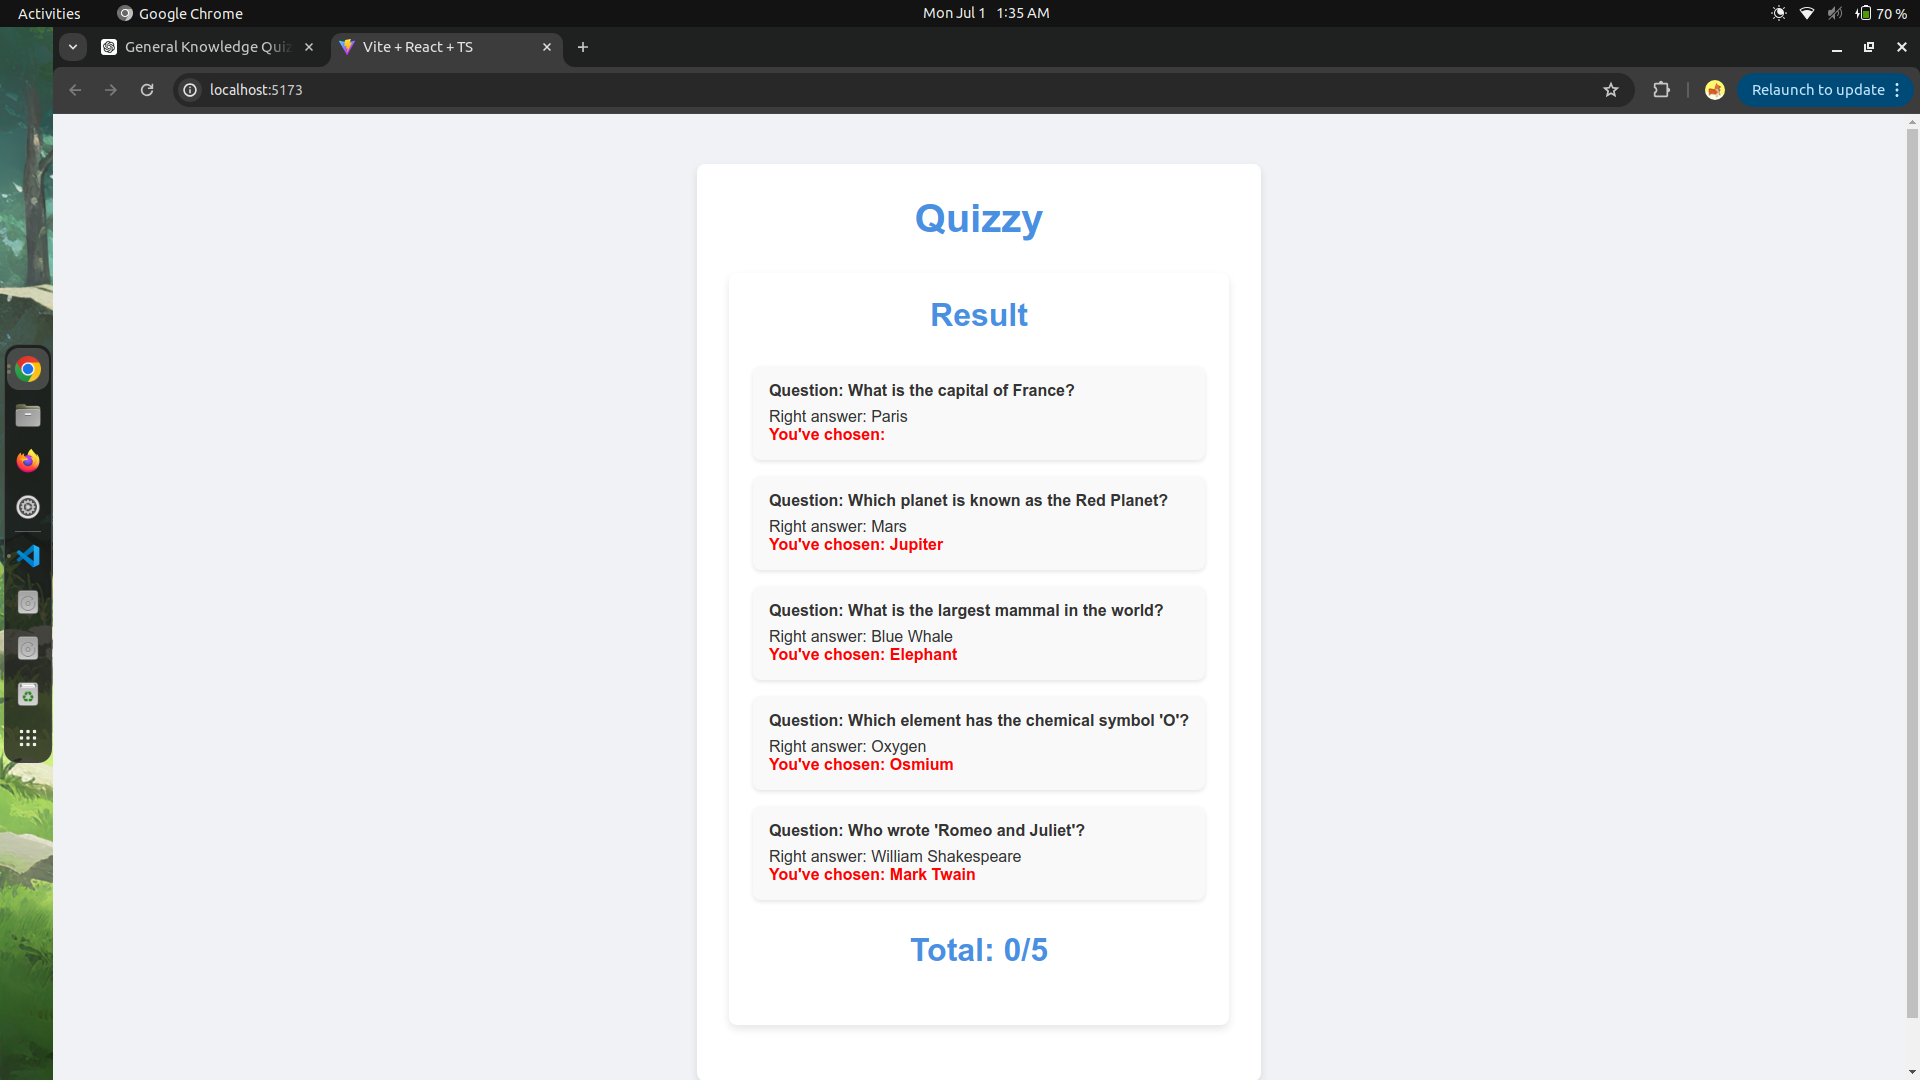 Activities
Google Chrome
Mon Jul 1 1:35 AM
70 %
General Knowledge Quiz
Vite + React + TS
localhost:5173
Relaunch to update
Quizzy
Result
Question: What is the capital of France?
Right answer: Paris
You've chosen:
Question: Which planet is known as the Red Planet?
Right answer: Mars
You've chosen: Jupiter
Question: What is the largest mammal in the world?
Right answer: Blue Whale
You've chosen: Elephant
Question: Which element has the chemical symbol 'O'?
Right answer: Oxygen
You've chosen: Osmium
Question: Who wrote 'Romeo and Juliet'?
Right answer: William Shakespeare
You've chosen: Mark Twain
Total: 0/5